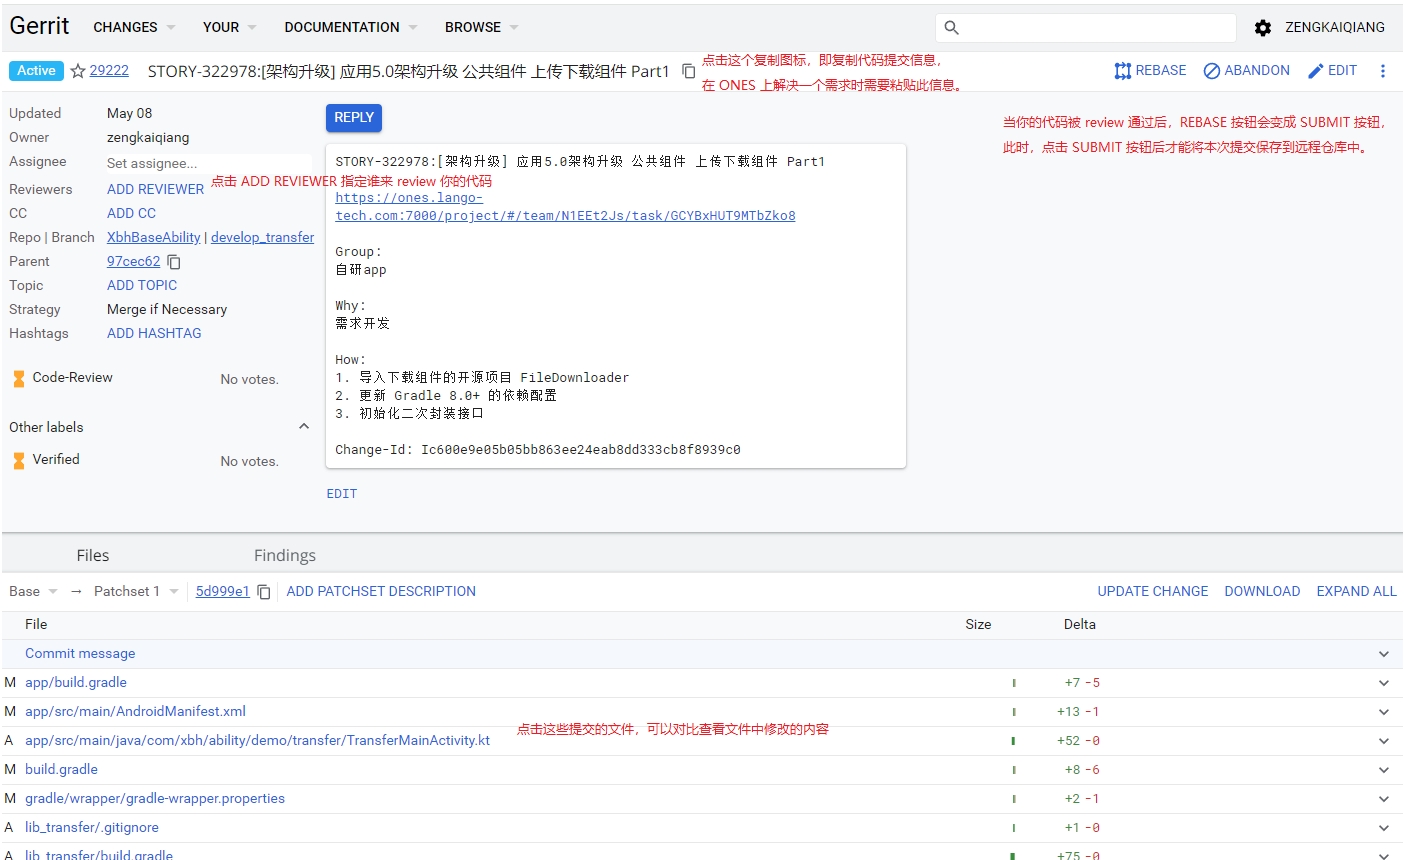 Gerrit CHANGES YOUR DOCUMENTATION BROWSE ZENGKAIQIANG
Active 29222 STORY-322978:[架构升级] 应用5.0架构升级 公共组件 上传下载组件 Part1
点击这个复制图标，即复制代码提交信息，
在 ONES 上解决一个需求时需要粘贴此信息。
REBASE ABANDON EDIT
当你的代码被 review 通过后，REBASE 按钮会变成 SUBMIT 按钮，
此时，点击 SUBMIT 按钮后才能将本次提交保存到远程仓库中。
Updated May 08
Owner zengkaiqiang
Assignee Set assignee...
Reviewers ADD REVIEWER
点击 ADD REVIEWER 指定谁来 review 你的代码
CC ADD CC
Repo | Branch XbhBaseAbility | develop_transfer
Parent 97cec62
Topic ADD TOPIC
Strategy Merge if Necessary
Hashtags ADD HASHTAG
Code-Review No votes.
Other labels
Verified No votes.
REPLY
STORY-322978:[架构升级] 应用5.0架构升级 公共组件 上传下载组件 Part1
https://ones.lango-
tech.com:7000/project/#/team/N1EEt2Js/task/GCYBxHUT9MTbZko8
Group:
自研app
Why:
需求开发
How:
1. 导入下载组件的开源项目 FileDownloader
2. 更新 Gradle 8.0+ 的依赖配置
3. 初始化二次封装接口
Change-Id: Ic600e9e05b05bb863ee24eab8dd333cb8f8939c0
EDIT
Files Findings
Base → Patchset 1 5d999e1 ADD PATCHSET DESCRIPTION UPDATE CHANGE DOWNLOAD EXPAND ALL
File Size Delta
Commit message
M app/build.gradle +7 -5
M app/src/main/AndroidManifest.xml +13 -1
点击这些提交的文件，可以对比查看文件中修改的内容
A app/src/main/java/com/xbh/ability/demo/transfer/TransferMainActivity.kt +52 -0
M build.gradle +8 -6
M gradle/wrapper/gradle-wrapper.properties +2 -1
A lib_transfer/.gitignore +1 -0
A lib_transfer/build.gradle +75 -0